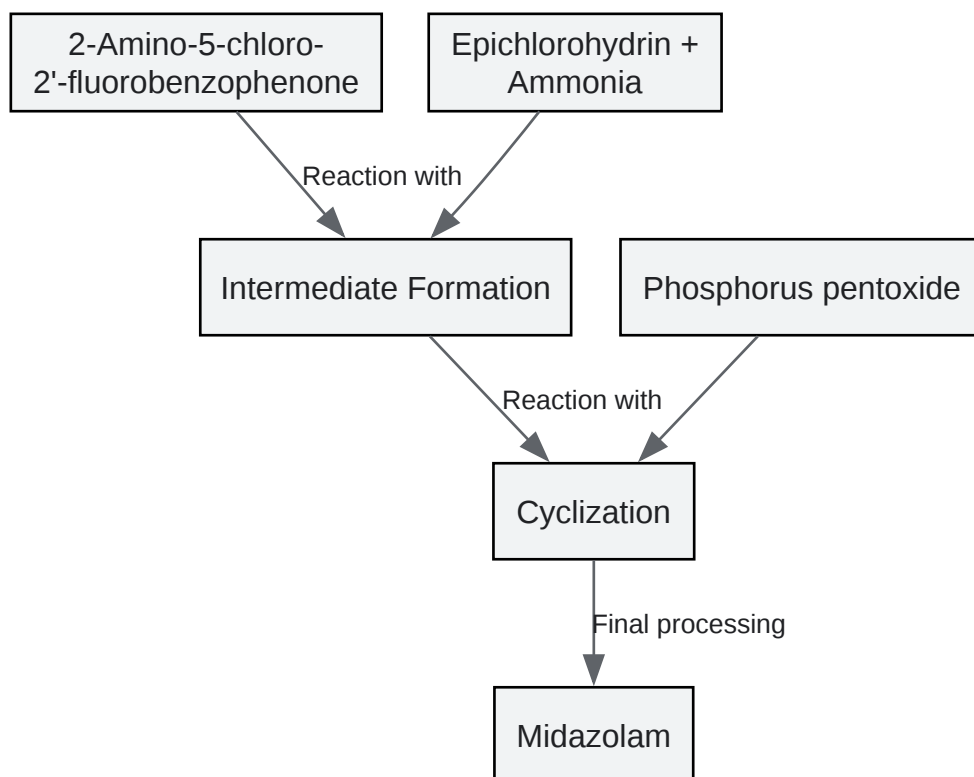 2-Amino-5-chloro-
2'-fluorobenzophenone
Epichlorohydrin +
Ammonia
Reaction with
Intermediate Formation
Phosphorus pentoxide
Reaction with
Cyclization
Final processing
Midazolam